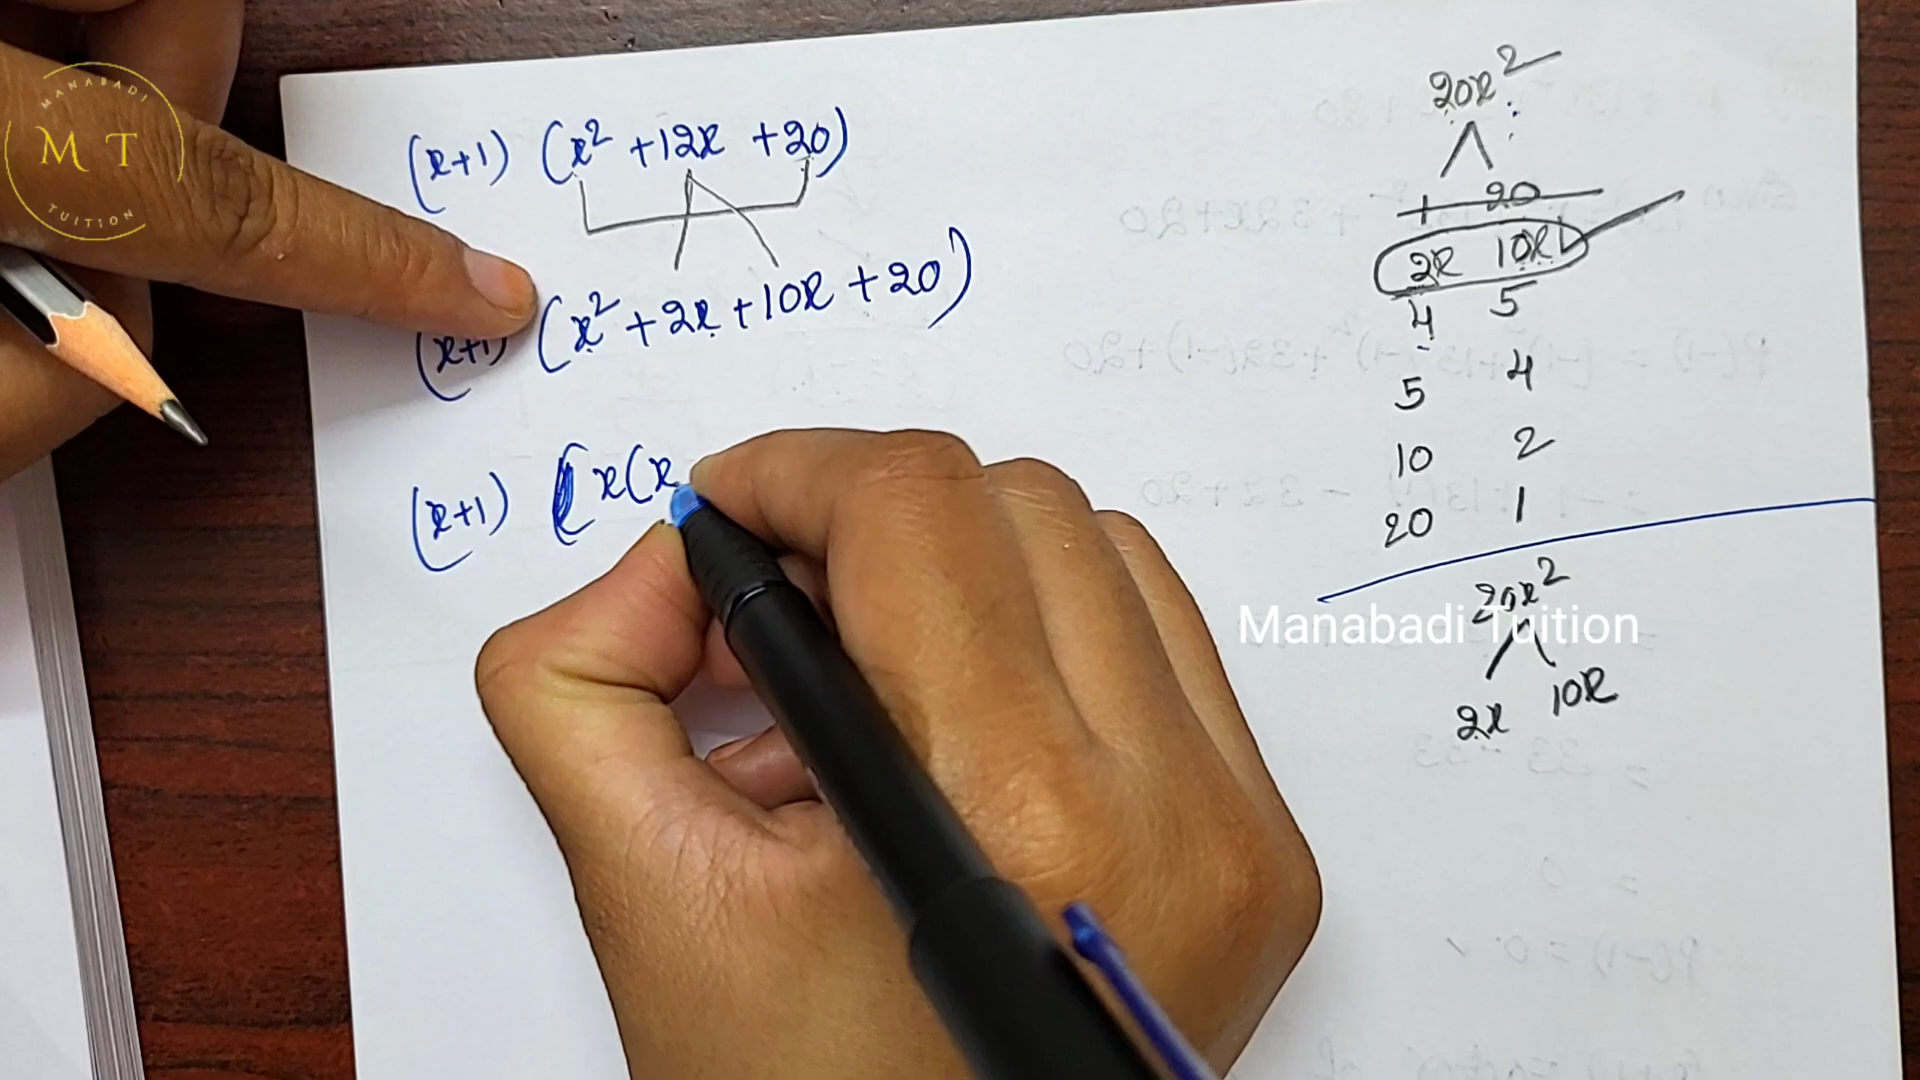 MANABADI
M T
TUITION
(x+1) (x² +12x +20)
(x+1) (x² +2x +10x +20)
(x+1) [x(x
20x²
1 20
2x 10x
4 5
5 4
10 2
20 1
20x²
Manabadi Tuition
2x 10x